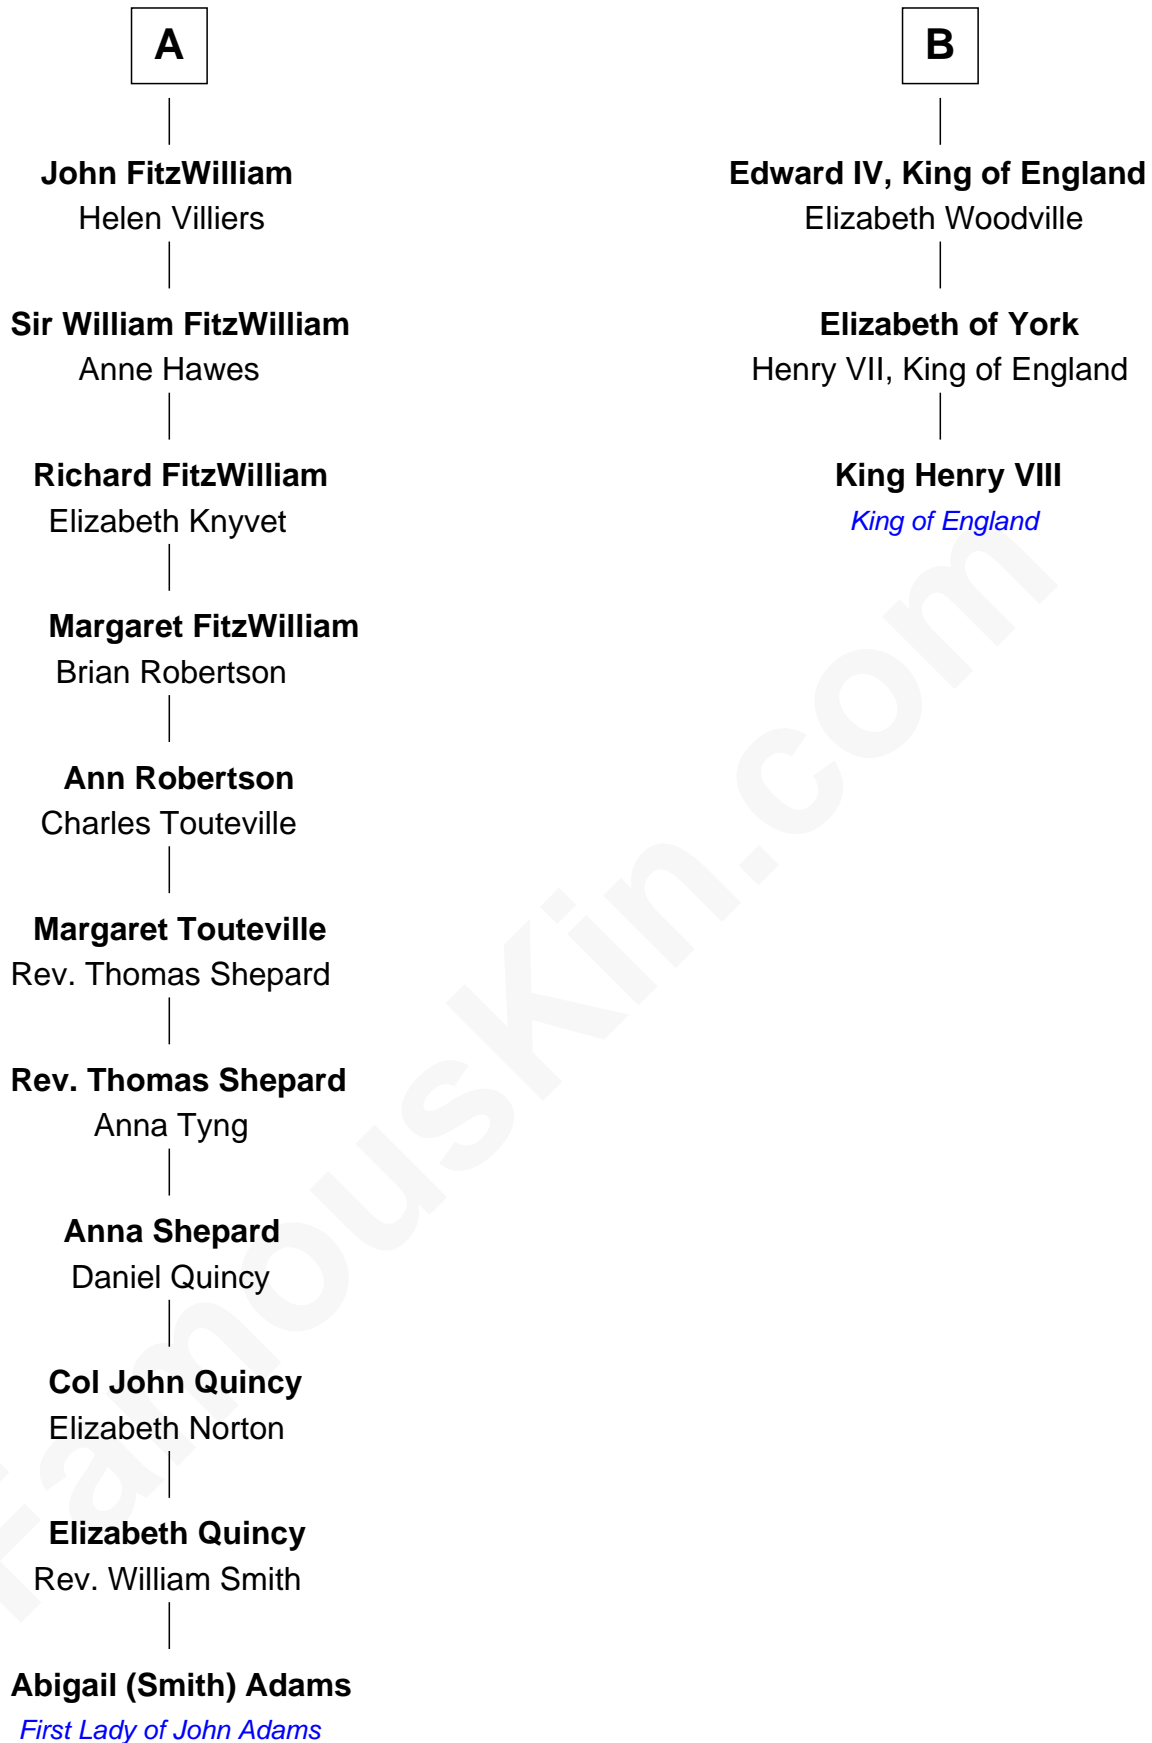 A
John FitzWilliam
Helen Villiers
Sir William FitzWilliam
Anne Hawes
Richard FitzWilliam
Elizabeth Knyvet
Margaret FitzWilliam
Brian Robertson
Ann Robertson
Charles Touteville
Margaret Touteville
Rev. Thomas Shepard
Rev. Thomas Shepard
Anna Tyng
Anna Shepard
Daniel Quincy
Col John Quincy
Elizabeth Norton
Elizabeth Quincy
Rev. William Smith
Abigail (Smith) Adams
First Lady of John Adams
B
Edward IV, King of England
Elizabeth Woodville
Elizabeth of York
Henry VII, King of England
King Henry VIII
King of England
FamousKin.com